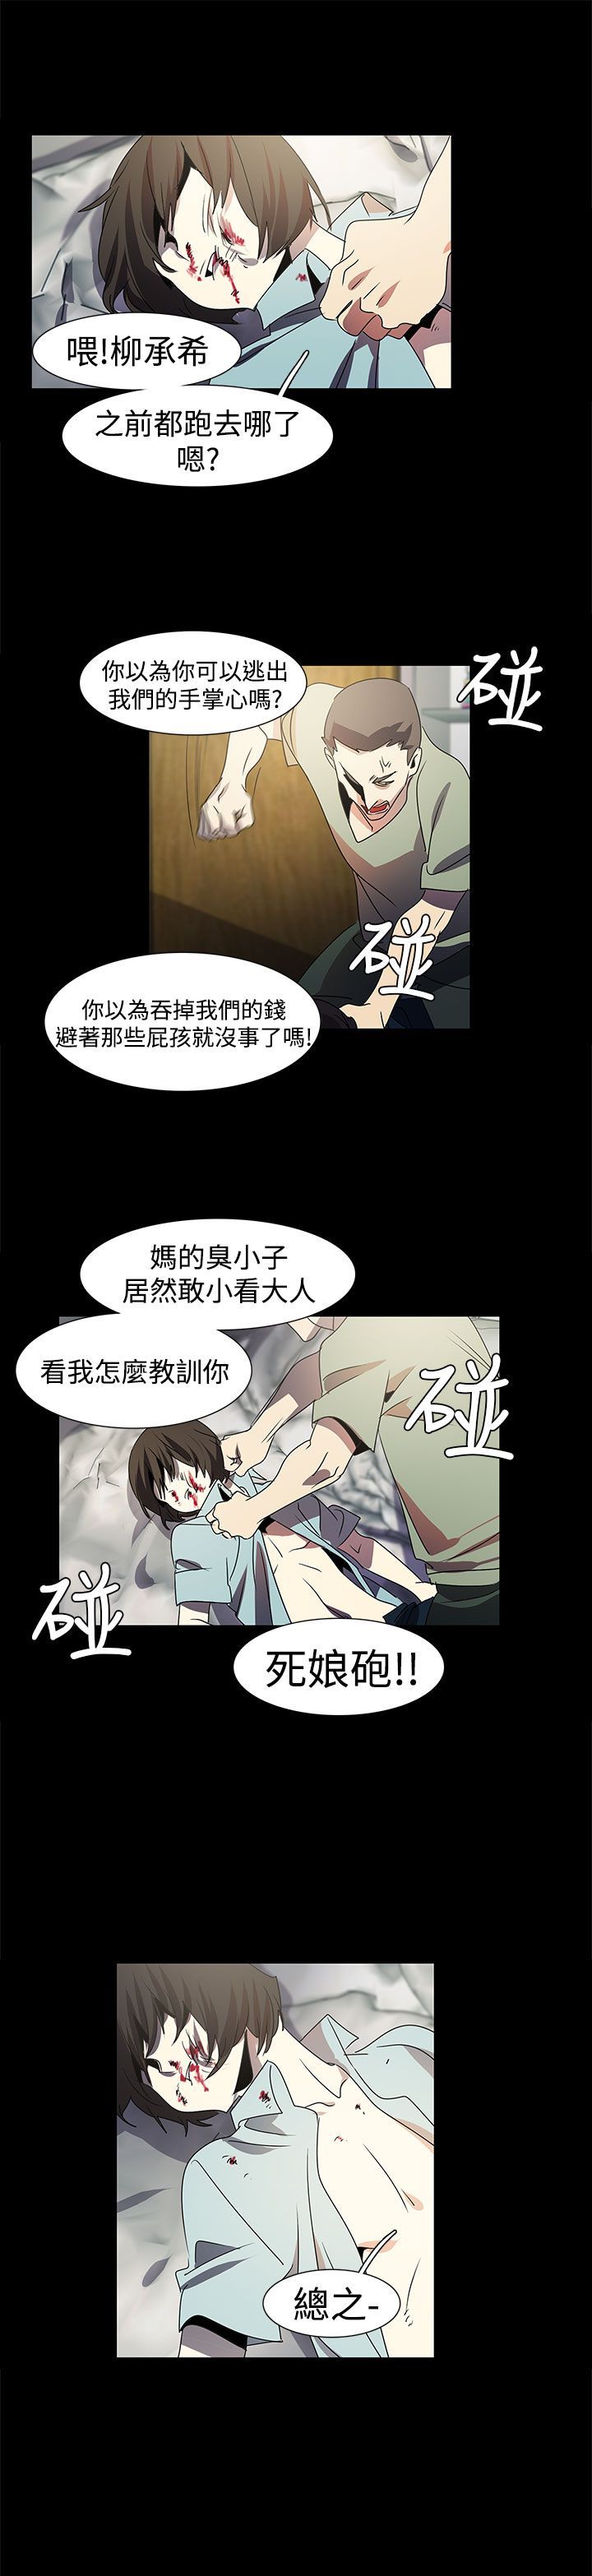 喂!柳承希
之前都跑去哪了
嗯?
你以為你可以逃出
我們的手掌心嗎?
碰
碰
你以為吞掉我們的錢
避著那些屁孩就沒事了嗎!
媽的臭小子
居然敢小看大人
看我怎麼教訓你
碰
碰
死娘砲!!
總之-